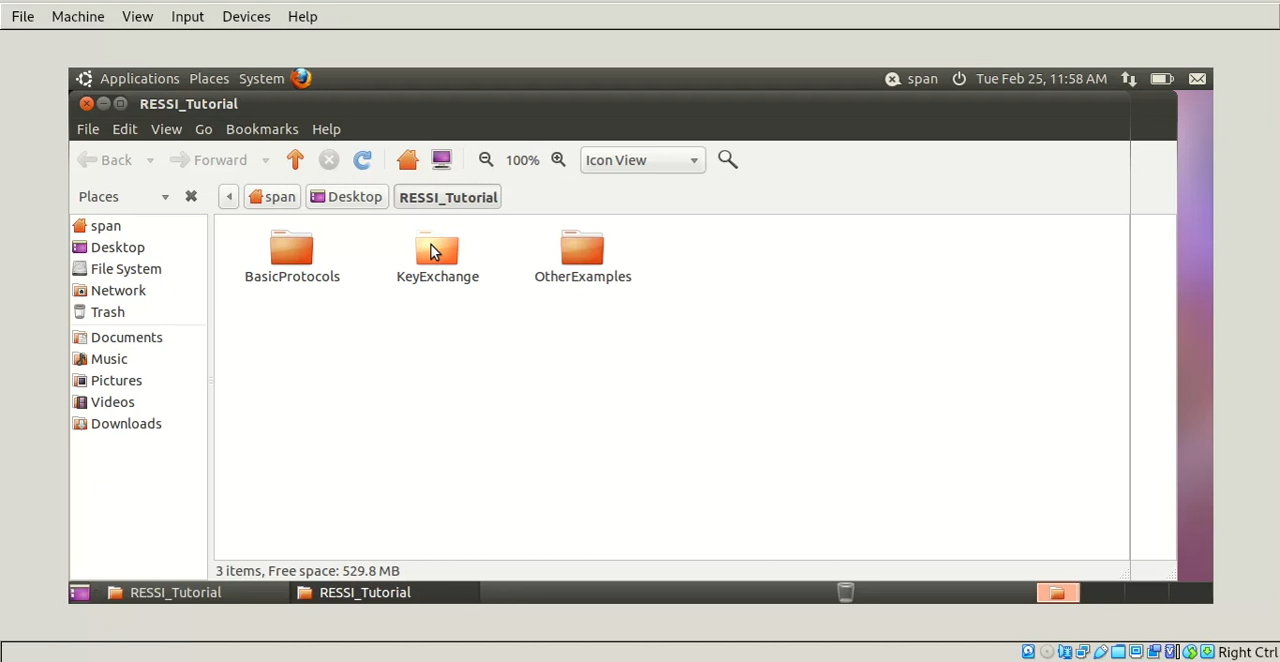 File Machine View Input Devices Help
Applications Places System span Tue Feb 25, 11:58 AM
RESSI_Tutorial
File Edit View Go Bookmarks Help
Back Forward 100% Icon View
Places span Desktop RESSI_Tutorial
span
Desktop
File System
Network
Trash
Documents
Music
Pictures
Videos
Downloads
BasicProtocols KeyExchange OtherExamples
3 items, Free space: 529.8 MB
RESSI_Tutorial RESSI_Tutorial
Right Ctrl